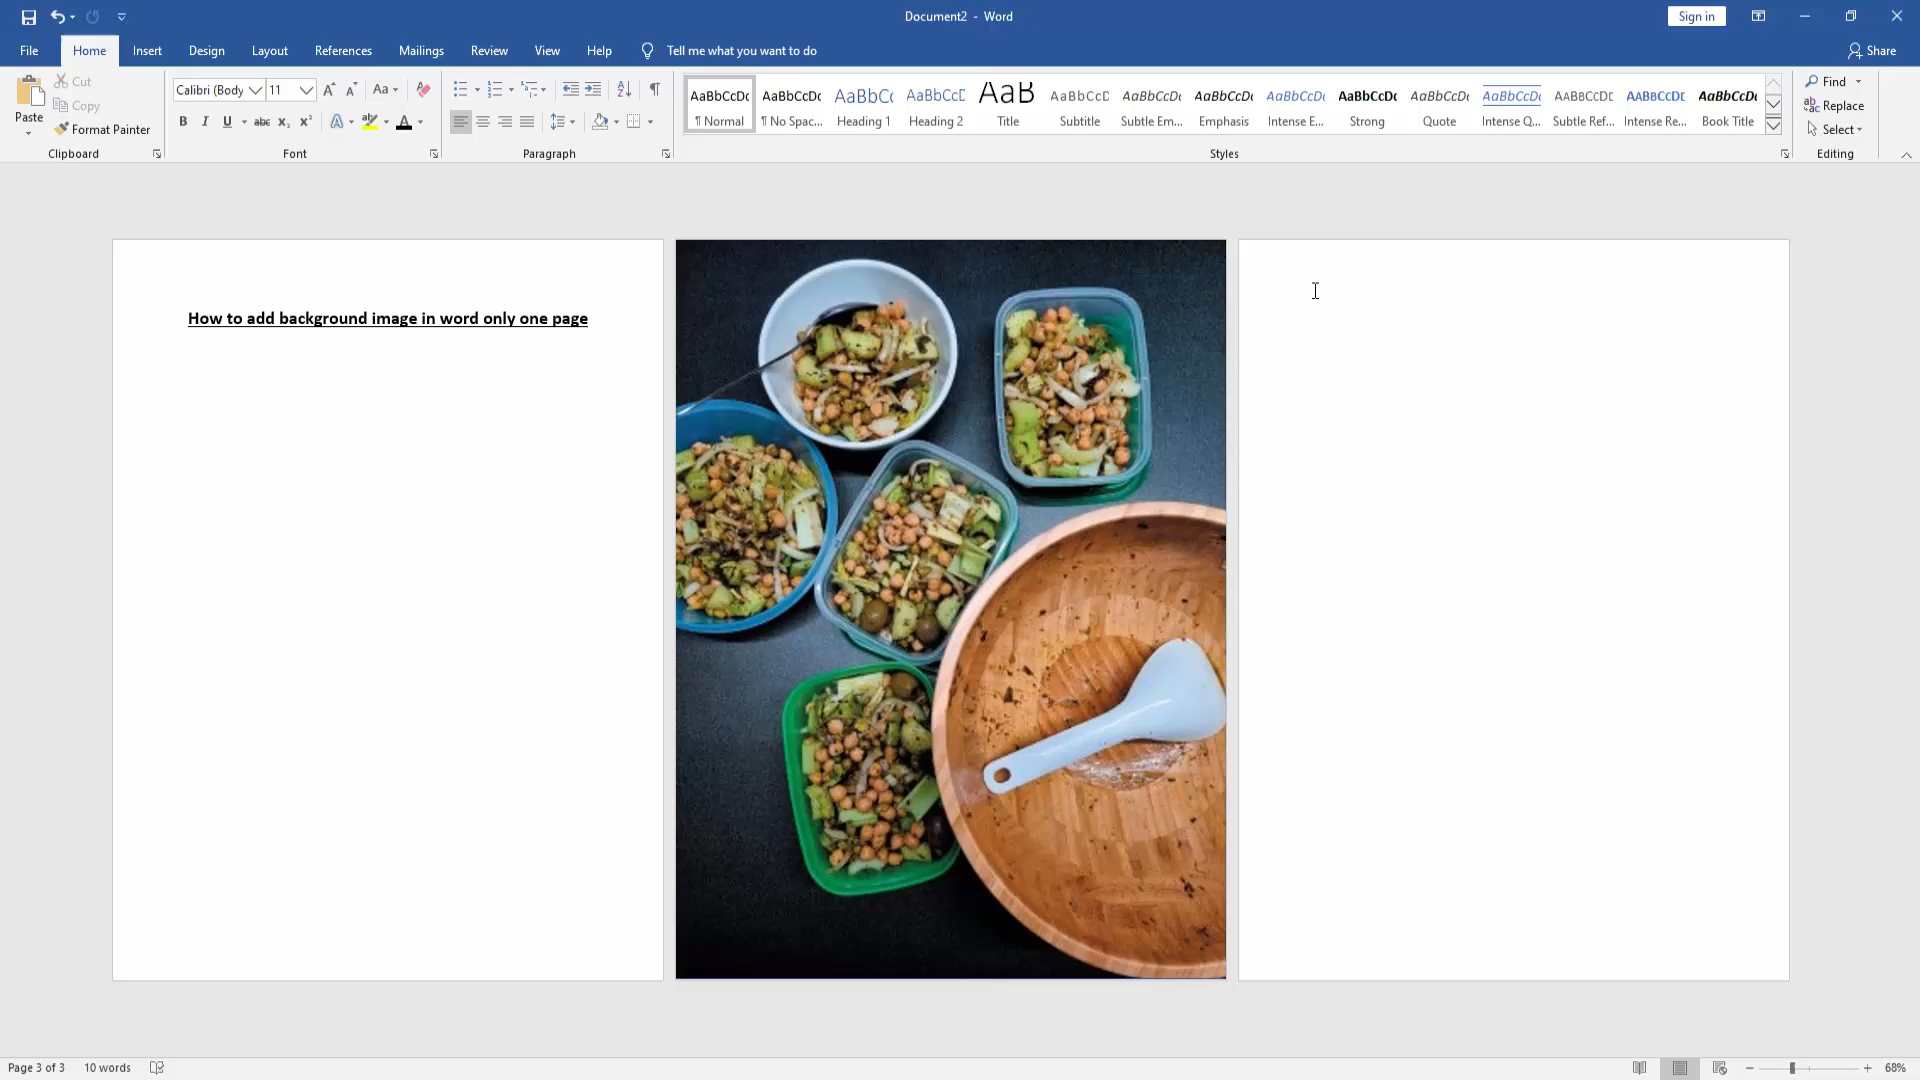 Document2 - Word
Sign in
File Home Insert Design Layout References Mailings Review View Help Tell me what you want to do Share
Paste
Cut
Copy
Format Painter
Clipboard
Calibri (Body 11
Font
Paragraph
AaBbCcDc AaBbCcDc AaBbCc AaBbCcD AaB AaBbCcD AaBbCcDc AaBbCcDc AaBbCcDc AaBbCcDc AaBbCcDc AaBbCcDc AaBbCcDc AaBbCcDc AaBbCcDc
¶ Normal ¶ No Spac... Heading 1 Heading 2 Title Subtitle Subtle Em... Emphasis Intense E... Strong Quote Intense Q... Subtle Ref... Intense Re... Book Title
Styles
Find
Replace
Select
Editing
How to add background image in word only one page
Page 3 of 3 10 words 68%